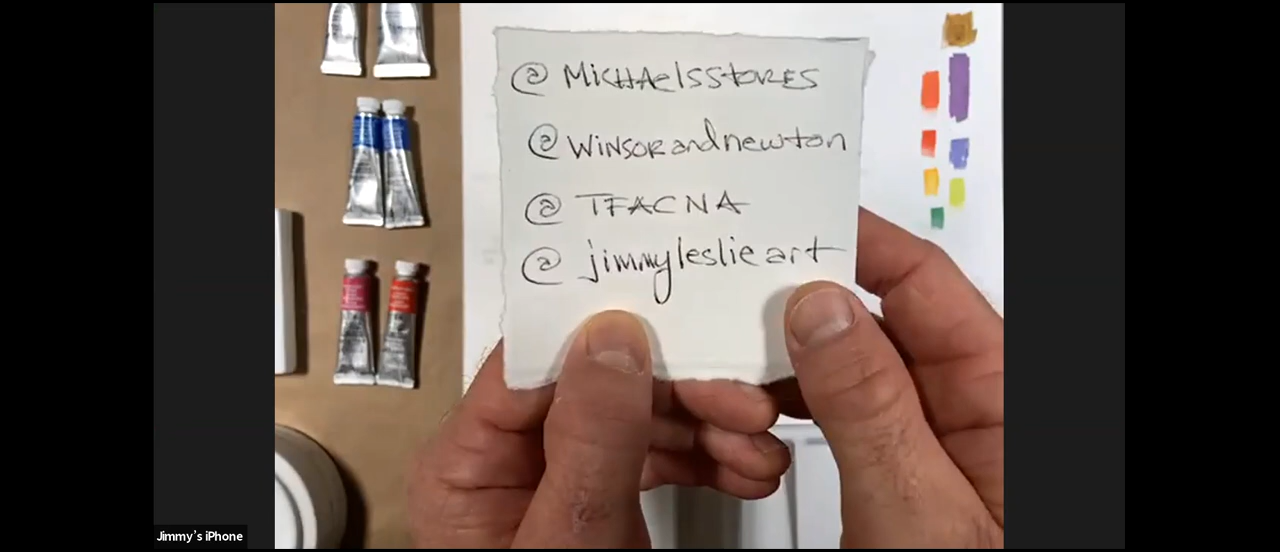 @ MicHAelsstoRES
@ WiNSoRandnewton
@ TFACNA
@ jimmyleslieart
Jimmy's iPhone